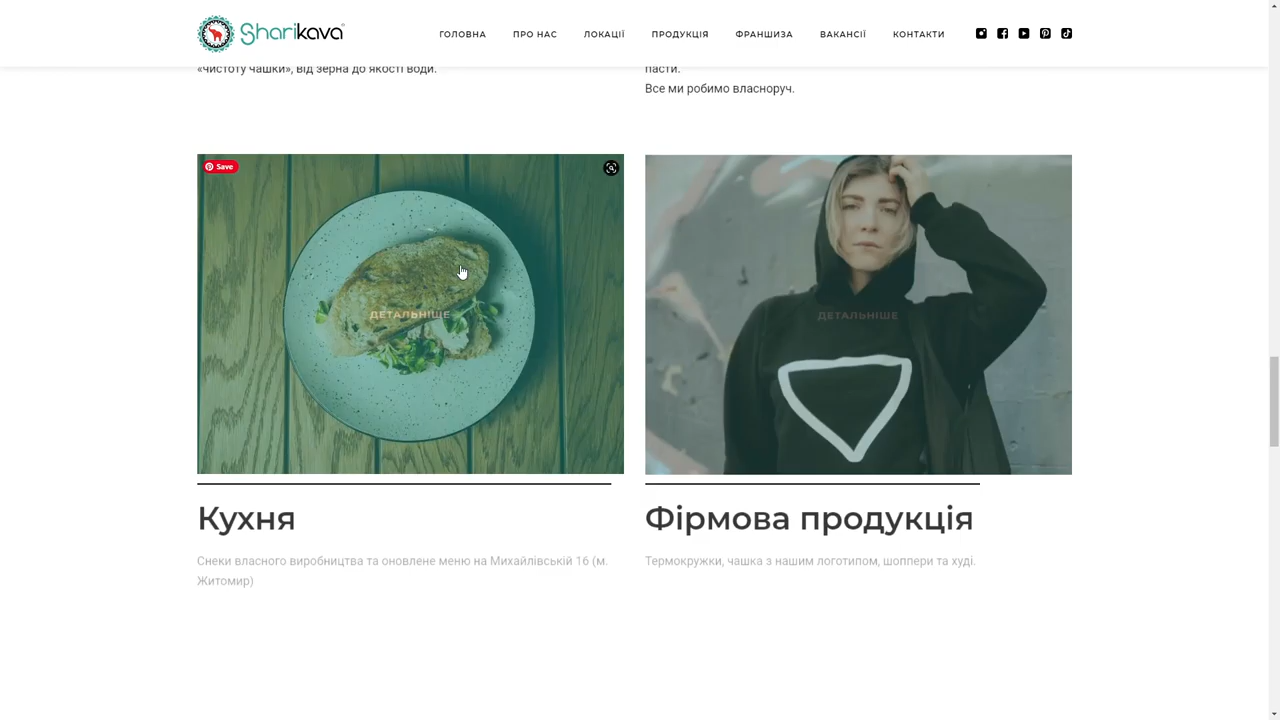 Sharikava
ГОЛОВНА ПРО НАС ЛОКАЦІЇ ПРОДУКЦІЯ ФРАНШИЗА ВАКАНСІЇ КОНТАКТИ
«чистоту чашки», від зерна до якості води.
пасти.
Все ми робимо власноруч.
Save
ДЕТАЛЬНІШЕ
ДЕТАЛЬНІШЕ
Кухня
Снеки власного виробництва та оновлене меню на Михайлівській 16 (м.
Житомир)
Фірмова продукція
Термокружки, чашка з нашим логотипом, шоппери та худі.